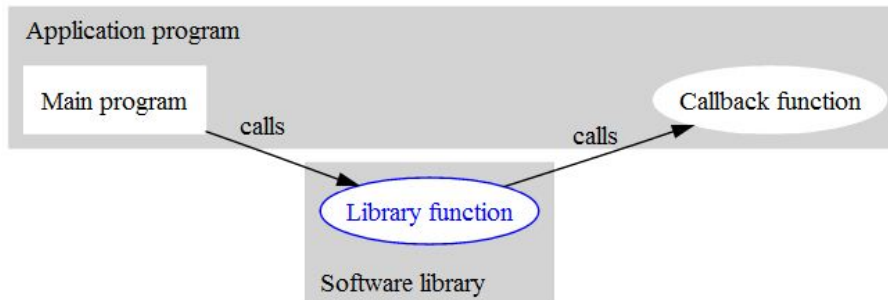 Application program
Main program
Callback function
calls
calls
Library function
Software library